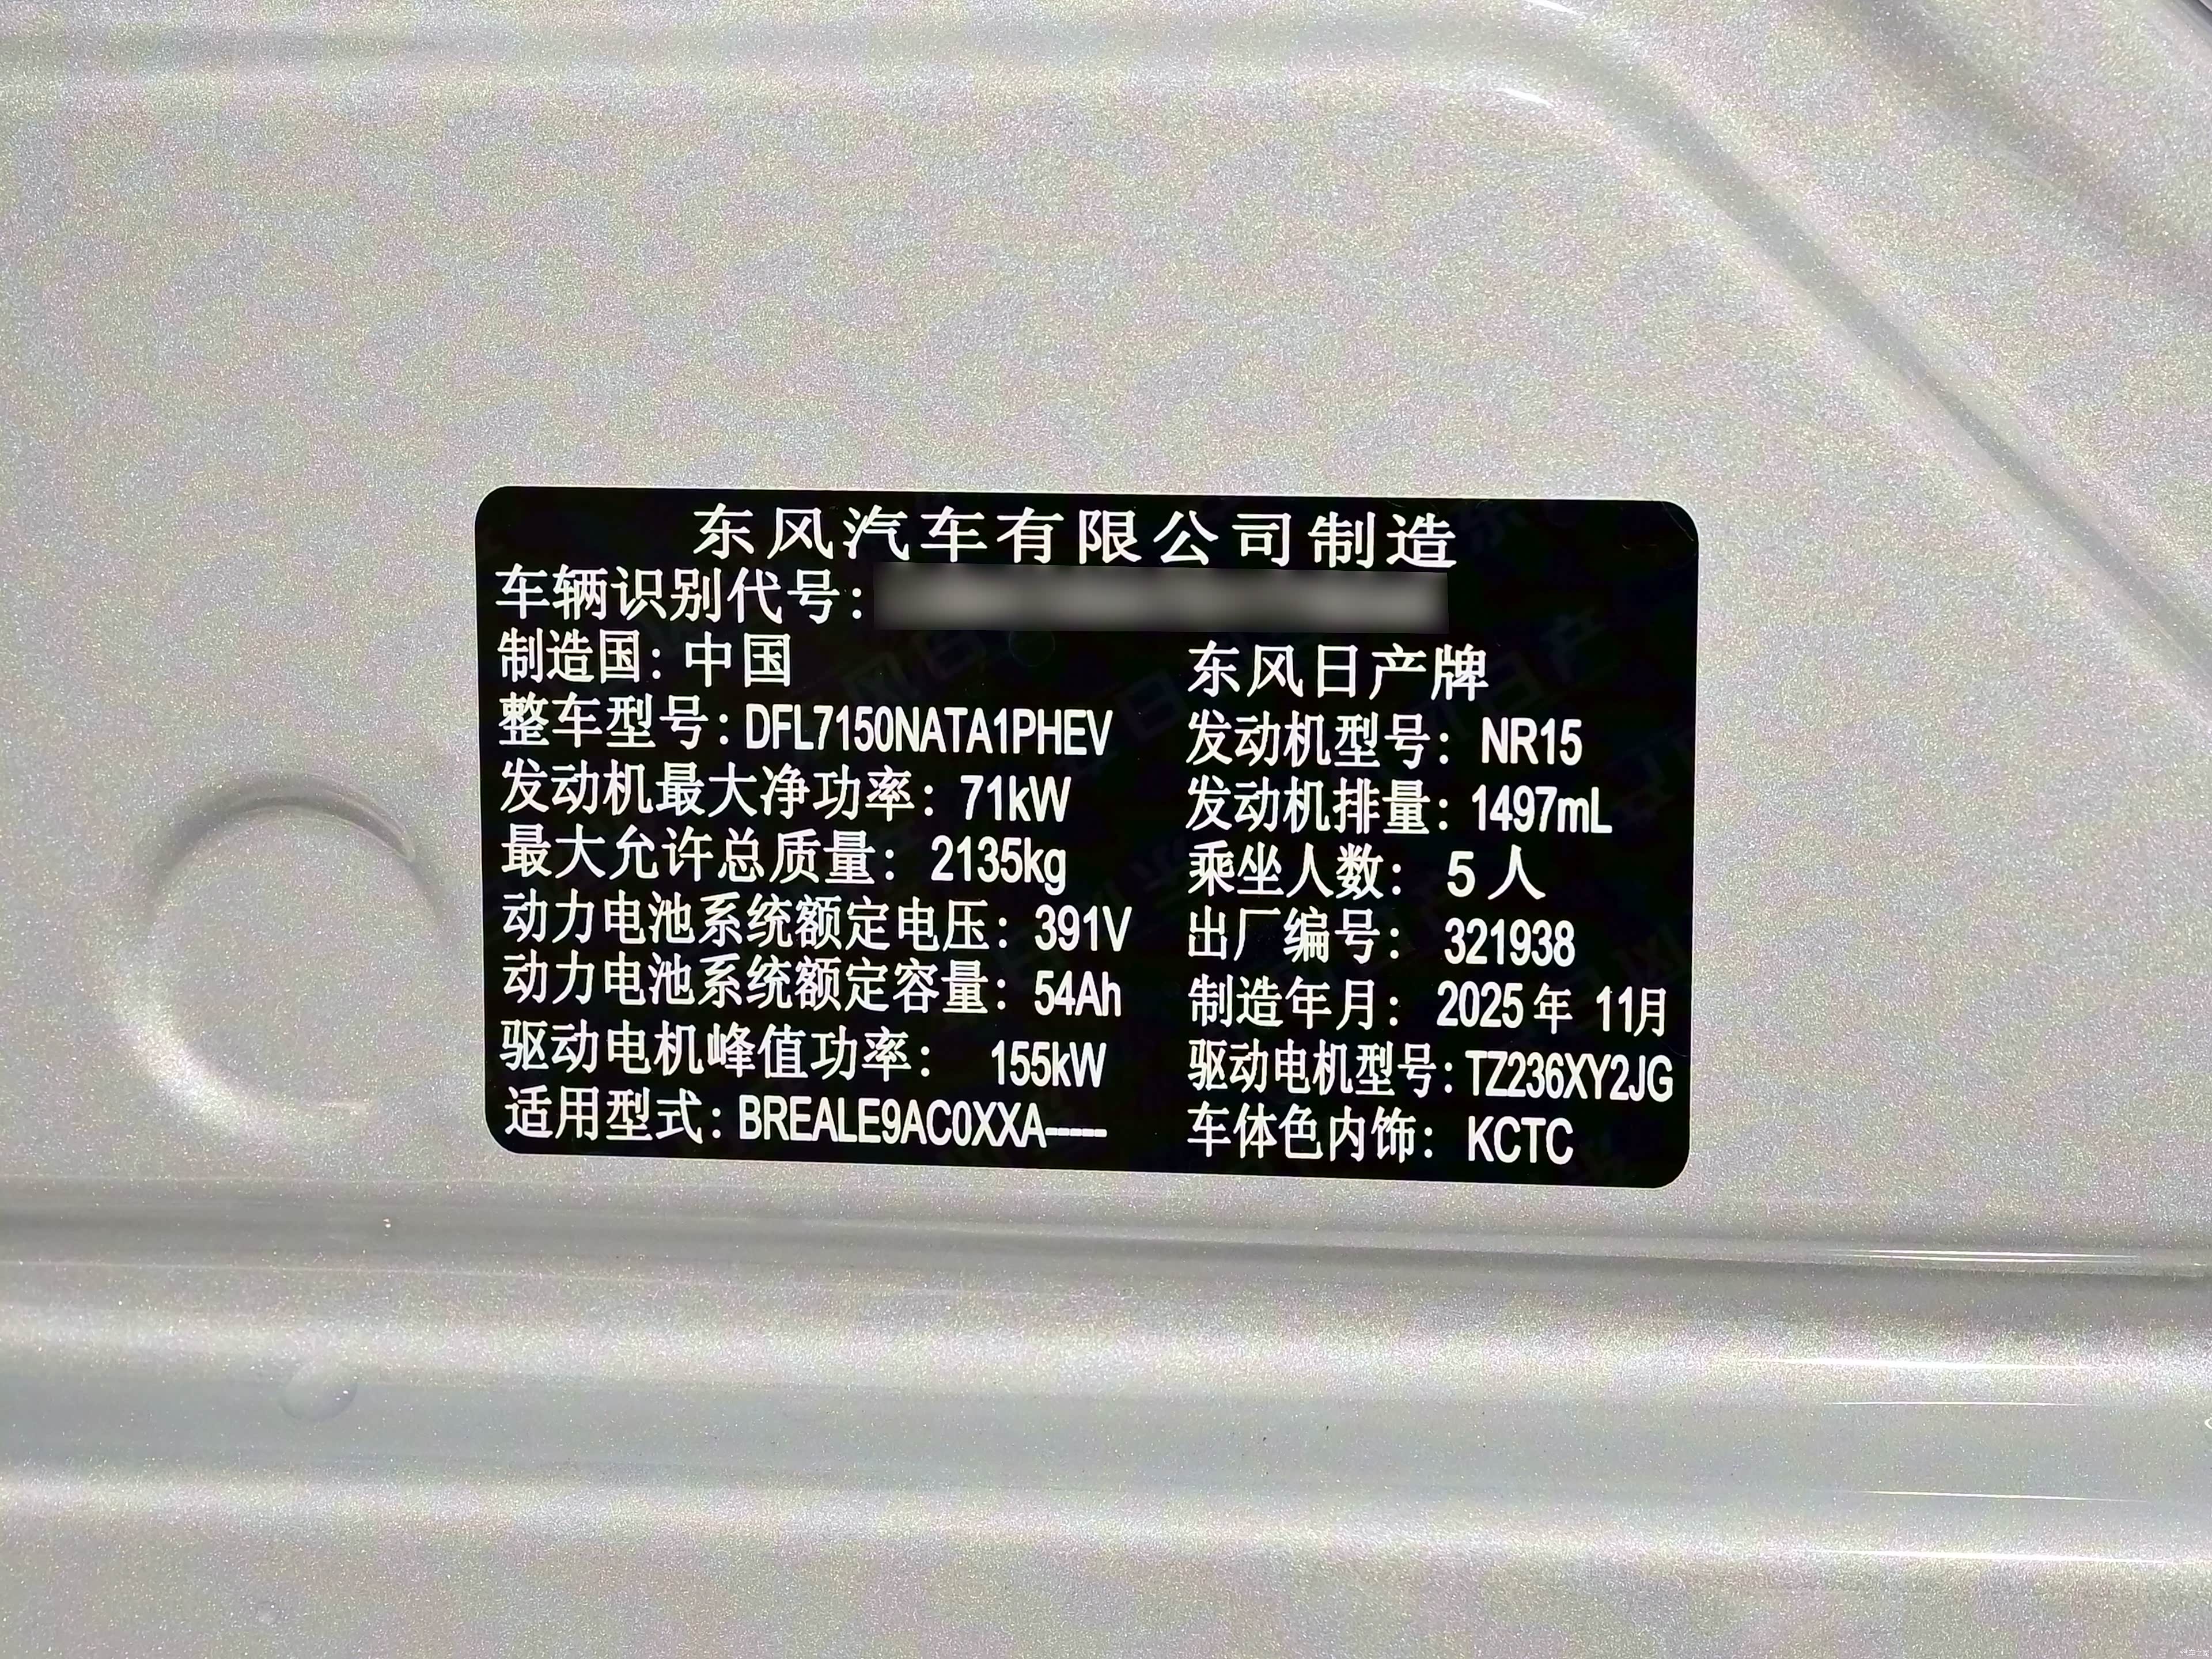 东风汽车有限公司制造
车辆识别代号：
制造国：中国 东风日产牌
整车型号：DFL7150NATA1PHEV 发动机型号：NR15
发动机最大净功率：71kW 发动机排量：1497mL
最大允许总质量：2135kg 乘坐人数：5人
动力电池系统额定电压：391V 出厂编号：321938
动力电池系统额定容量：54Ah 制造年月：2025年 11月
驱动电机峰值功率：155kW 驱动电机型号：TZ236XY2JG
适用型式：BREALE9AC0XXA----- 车体色内饰：KCTC